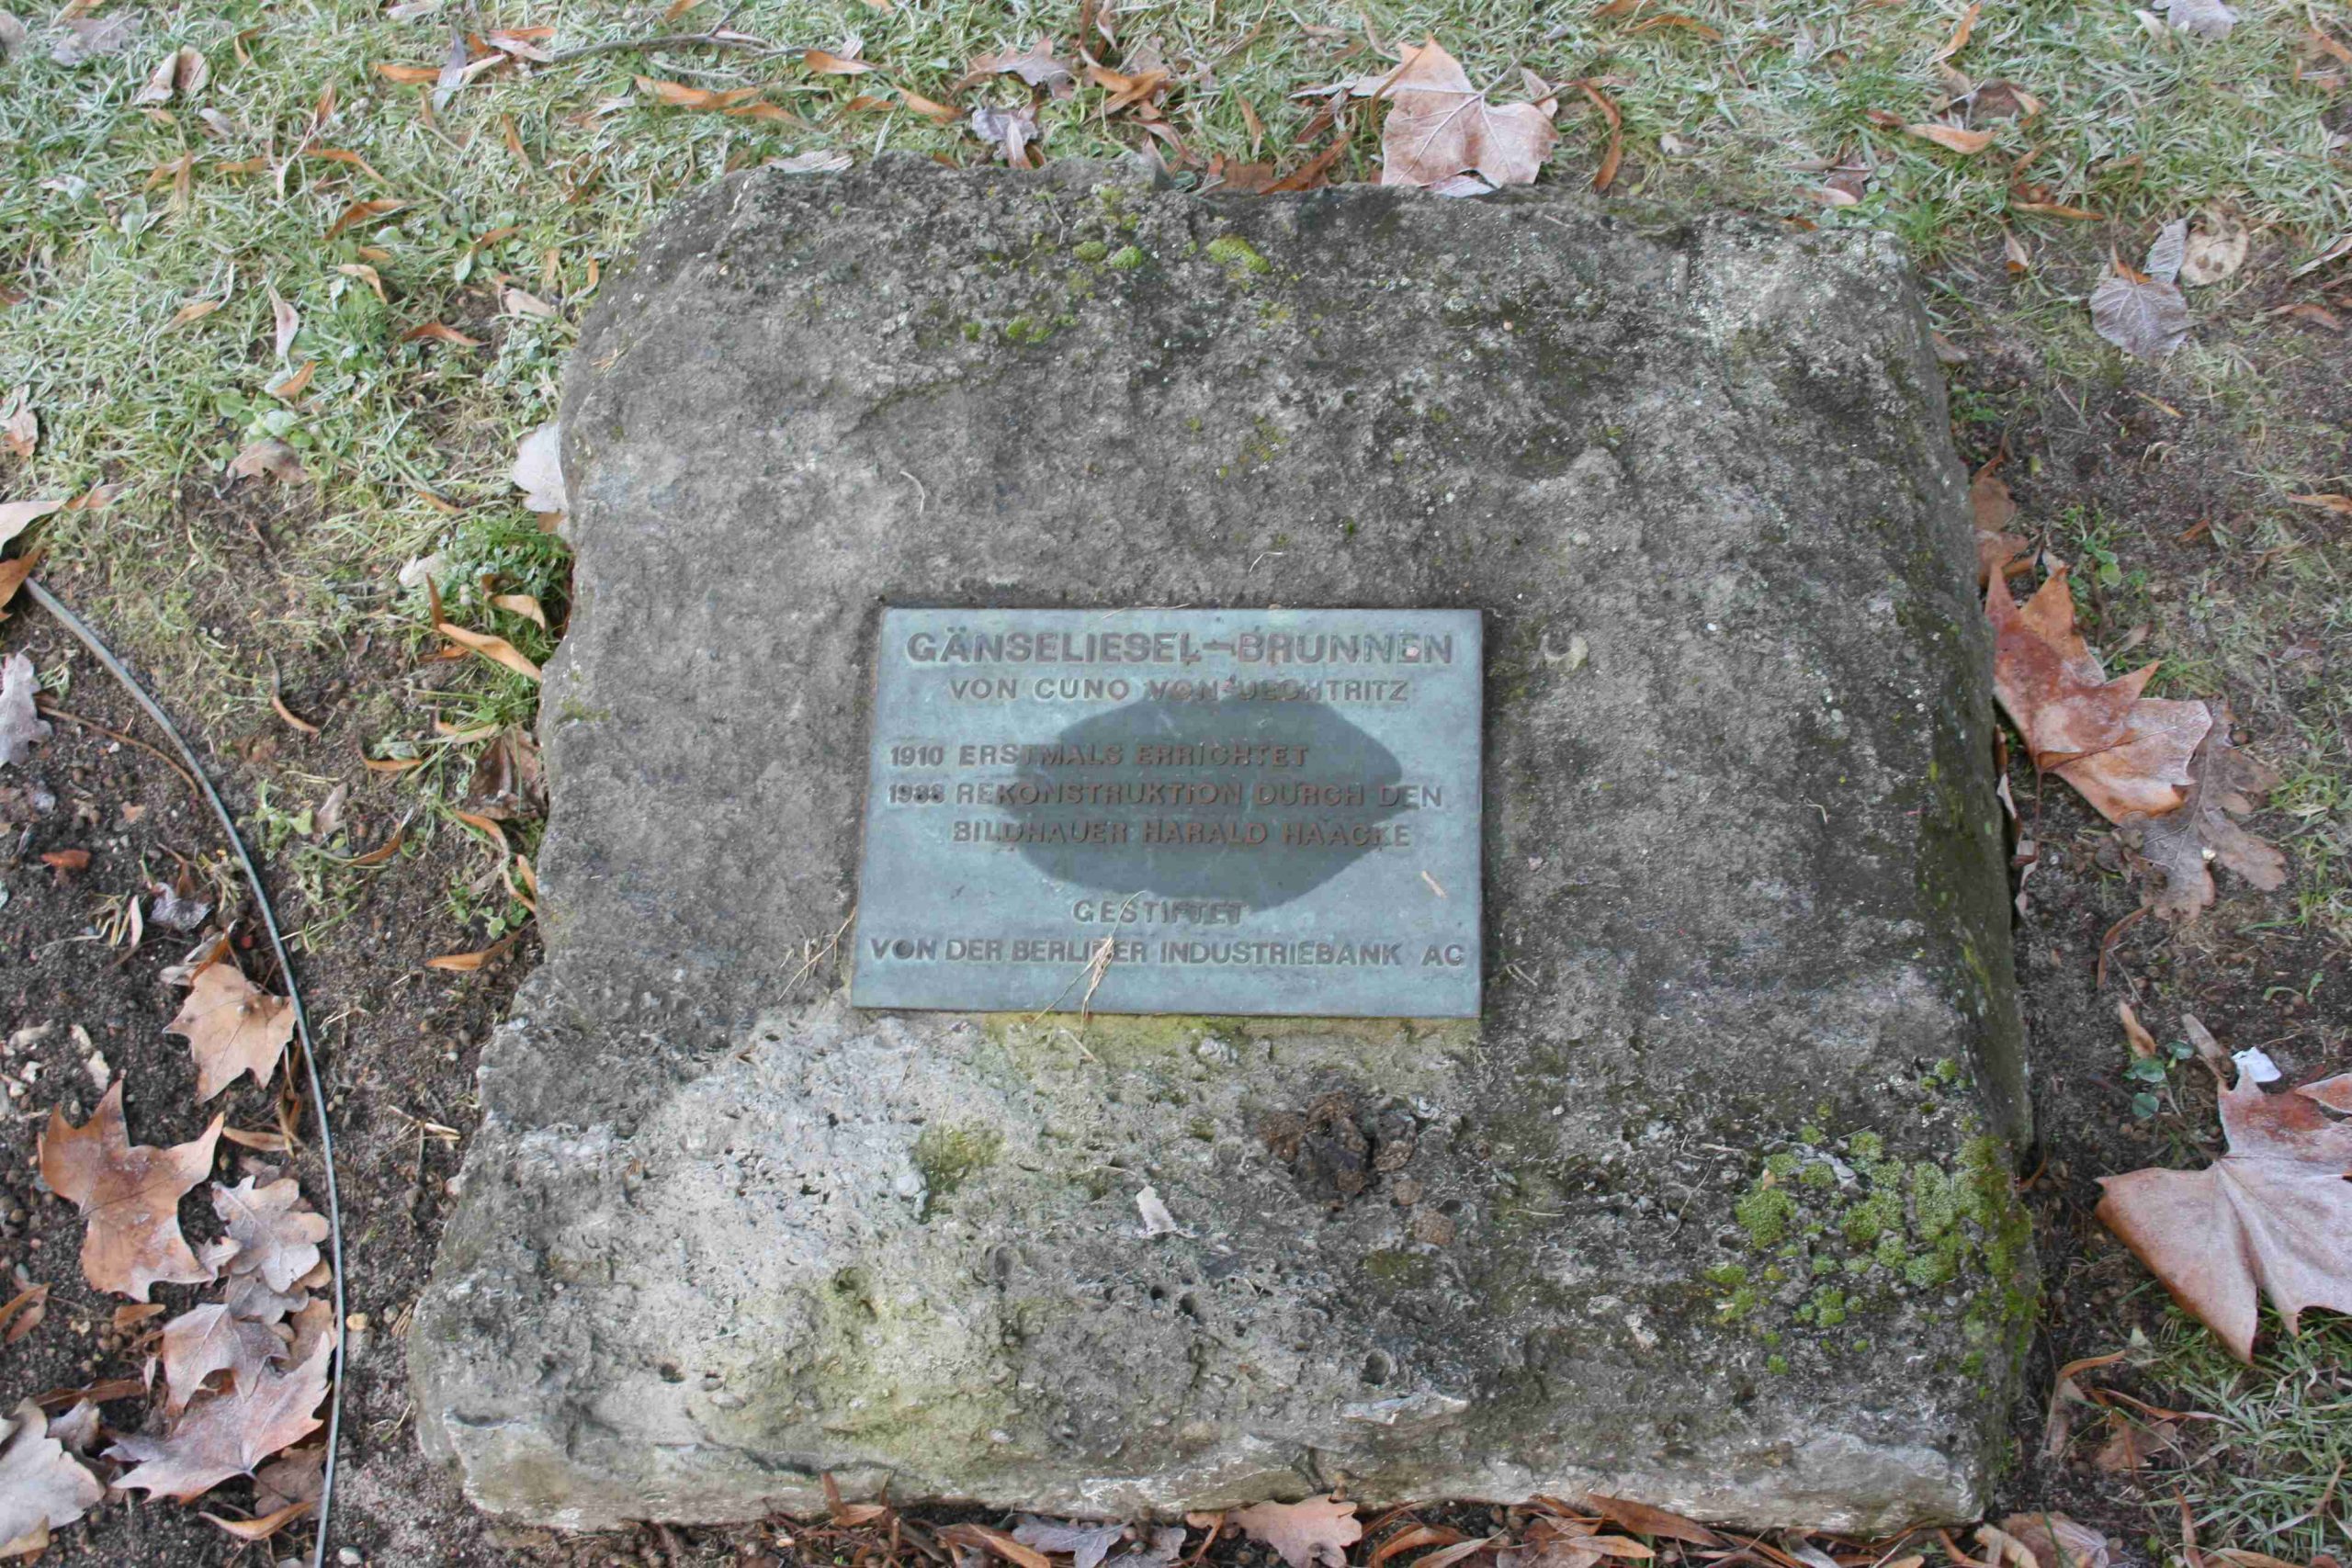 GÄNSELIESEL-BRUNNEN
VON CUNO VON UECHTRITZ
1910 ERSTMALS ERRICHTET
1988 REKONSTRUKTION DURCH DEN
BILDHAUER HARALD HAACKE
GESTIFTET
VON DER BERLINER INDUSTRIEBANK AG